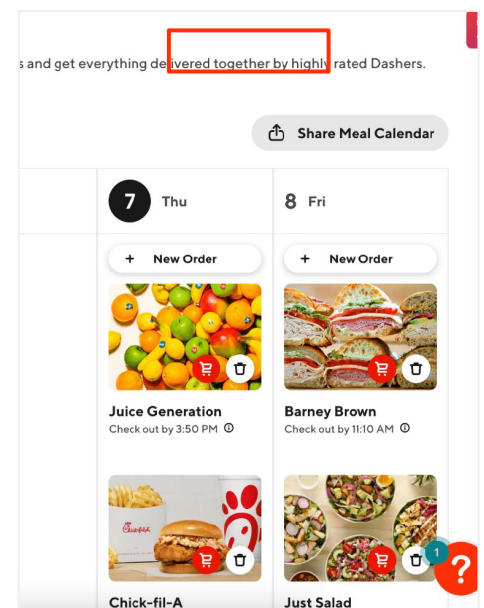 s and get everything delivered together by highly rated Dashers.
Share Meal Calendar
7 Thu
8 Fri
+ New Order
+ New Order
Juice Generation
Check out by 3:50 PM
Barney Brown
Check out by 11:10 AM
Chick-fil-A
Chick-fil-A
Just Salad
1
?